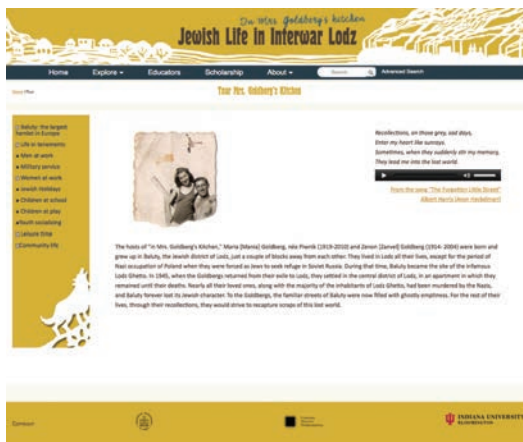 In Mrs. Goldberg's kitchen
Jewish Life in Interwar Lodz
Home Explore Educators Scholarship About Search Advanced Search
Tour Mrs. Goldberg's Kitchen
Baluty: the largest
Life in tenements
Men at work
Military service
Women at work
Jewish Holidays
Children at school
Children at play
Youth socializing
Leisure time
Community life
Recollections, on those grey, sad days,
Enter my heart like sunrays.
Sometimes, when they suddenly stir my memory,
They lead me into the lost world.
From the song "The Forgotten Little Street"
Albert Harris
The hosts of "In Mrs. Goldberg's Kitchen," Maria [Mania] Goldberg, née Piernik (1919-2010) and Zenon [Zanvel] Goldberg (1914- 2004) were born and
grew up in Baluty, the Jewish district of Lodz, just a couple of blocks away from each other. They lived in Lodz all their lives, except for the period of
Nazi occupation of Poland when they were forced as Jews to seek refuge in Soviet Russia. During that time, Baluty became the site of the infamous
Lodz Ghetto. In 1945, when the Goldbergs returned from their exile to Lodz, they settled in the central district of Lodz, in an apartment in which they
remained until their deaths. Nearly all their loved ones, along with the majority of the inhabitants of Lodz Ghetto, had been murdered by the Nazis,
and Baluty forever lost its Jewish character. To the Goldbergs, the familiar streets of Baluty were now filled with ghostly emptiness. For the rest of their
lives, through their recollections, they would strive to recapture scraps of this lost world.
Contact
INDIANA UNIVERSITY
BLOOMINGTON